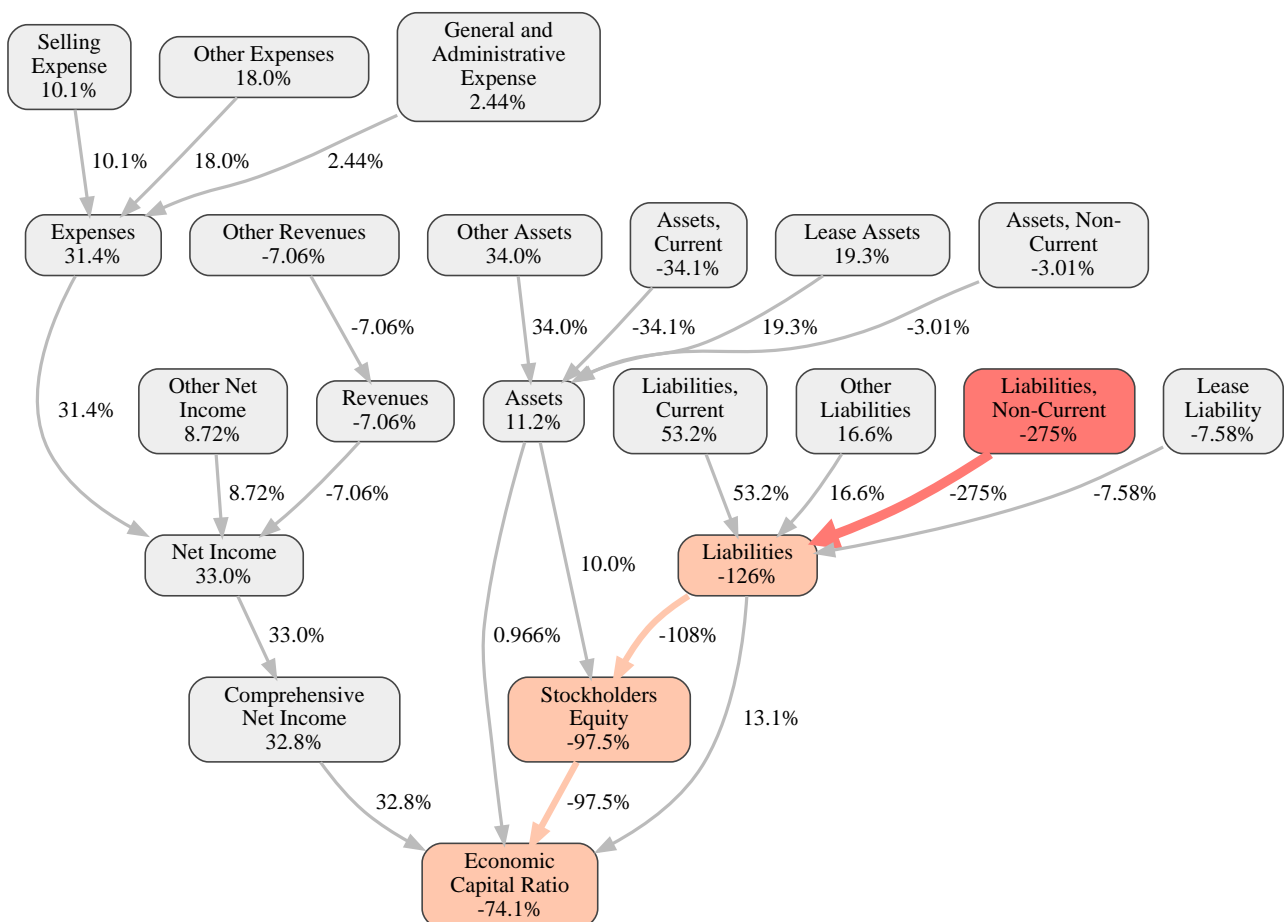 Selling
Expense
10.1%
Other Expenses
18.0%
General and
Administrative
Expense
2.44%
10.1%
18.0%
2.44%
Expenses
31.4%
Other Revenues
-7.06%
Other Assets
34.0%
Assets,
Current
-34.1%
Lease Assets
19.3%
Assets, Non-
Current
-3.01%
-7.06%
34.0%
-34.1%
19.3%
-3.01%
31.4%
Other Net
Income
8.72%
Revenues
-7.06%
Assets
11.2%
Liabilities,
Current
53.2%
Other
Liabilities
16.6%
Liabilities,
Non-Current
-275%
Lease
Liability
-7.58%
8.72%
-7.06%
53.2%
16.6%
-275%
-7.58%
Net Income
33.0%
10.0%
Liabilities
-126%
33.0%
0.966%
-108%
Comprehensive
Net Income
32.8%
Stockholders
Equity
-97.5%
13.1%
32.8%
-97.5%
Economic
Capital Ratio
-74.1%